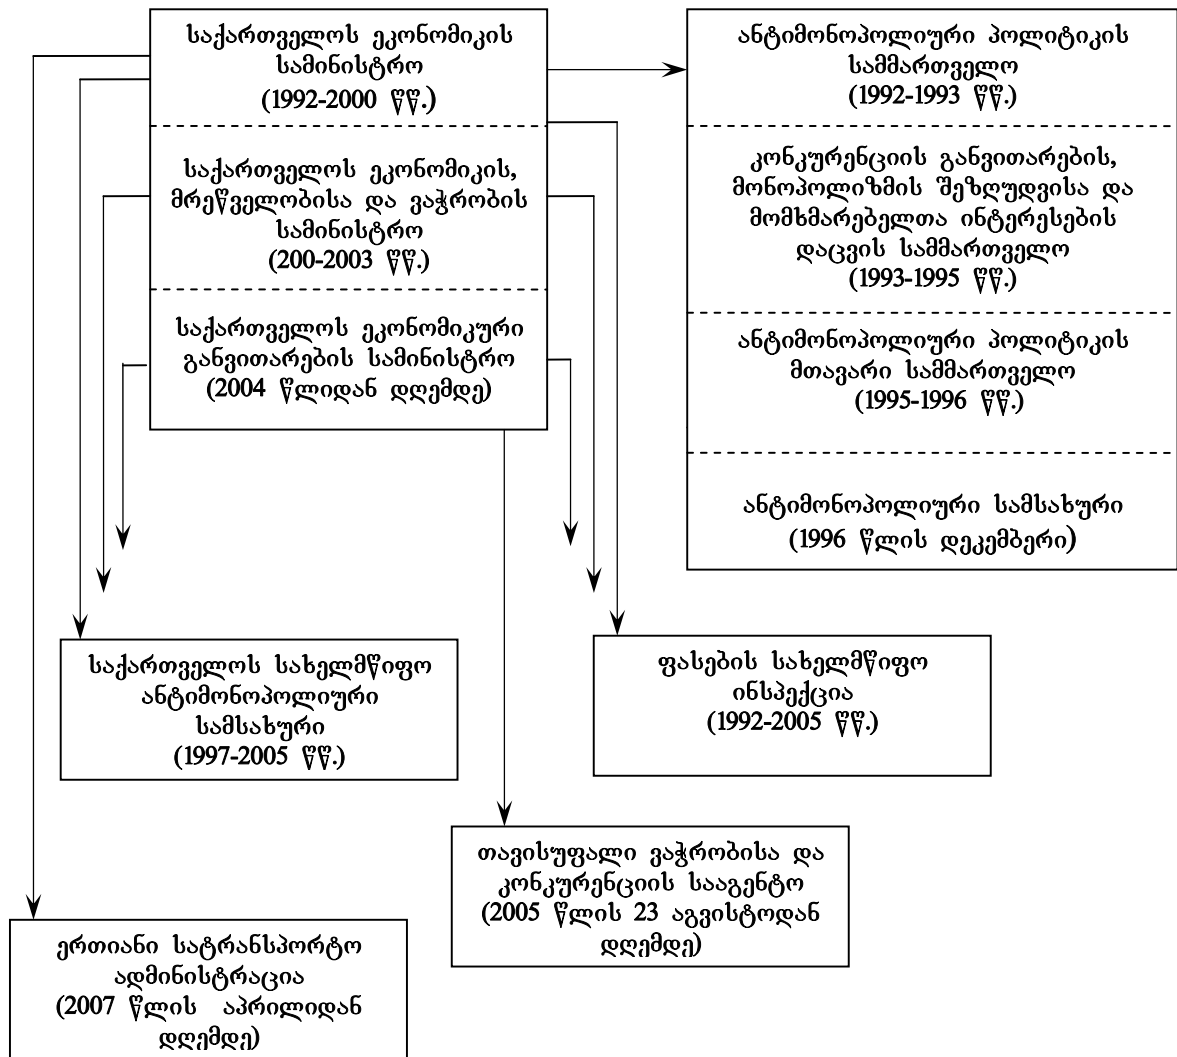 საქართველოს ეკონომიკის
სამინისტრო
(1992-2000 წწ.)
საქართველოს ეკონომიკის,
მრეწველობისა და ვაჭრობის
სამინისტრო
(200-2003 წწ.)
საქართველოს ეკონომიკური
განვითარების სამინისტრო
(2004 წლიდან დღემდე)
ანტიმონოპოლიური პოლიტიკის
სამმართველო
(1992-1993 წწ.)
კონკურენციის განვითარების,
მონოპოლიზმის შეზღუდვისა და
მომხმარებელთა ინტერესების
დაცვის სამმართველო
(1993-1995 წწ.)
ანტიმონოპოლიური პოლიტიკის
მთავარი სამმართველო
(1995-1996 წწ.)
ანტიმონოპოლიური სამსახური
(1996 წლის დეკემბერი)
საქართველოს სახელმწიფო
ანტიმონოპოლიური
სამსახური
(1997-2005 წწ.)
ფასების სახელმწიფო
ინსპექცია
(1992-2005 წწ.)
თავისუფალი ვაჭრობისა და
კონკურენციის სააგენტო
(2005 წლის 23 აგვისტოდან
დღემდე)
ერთიანი სატრანსპორტო
ადმინისტრაცია
(2007 წლის აპრილიდან
დღემდე)